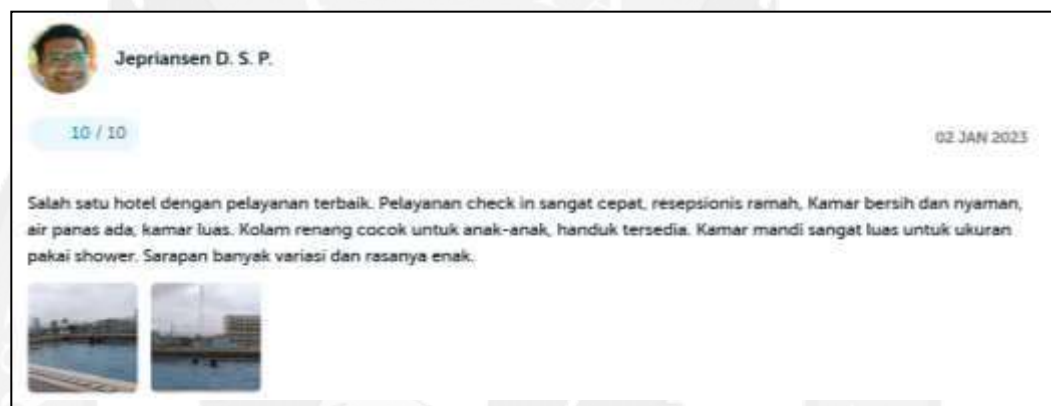 Jepriansen D. S. P.
10 / 10
02 JAN 2023
Salah satu hotel dengan pelayanan terbaik. Pelayanan check in sangat cepat, resepsionis ramah, Kamar bersih dan nyaman,
air panas ada, kamar luas. Kolam renang cocok untuk anak-anak, handuk tersedia. Kamar mandi sangat luas untuk ukuran
pakai shower. Sarapan banyak variasi dan rasanya enak.